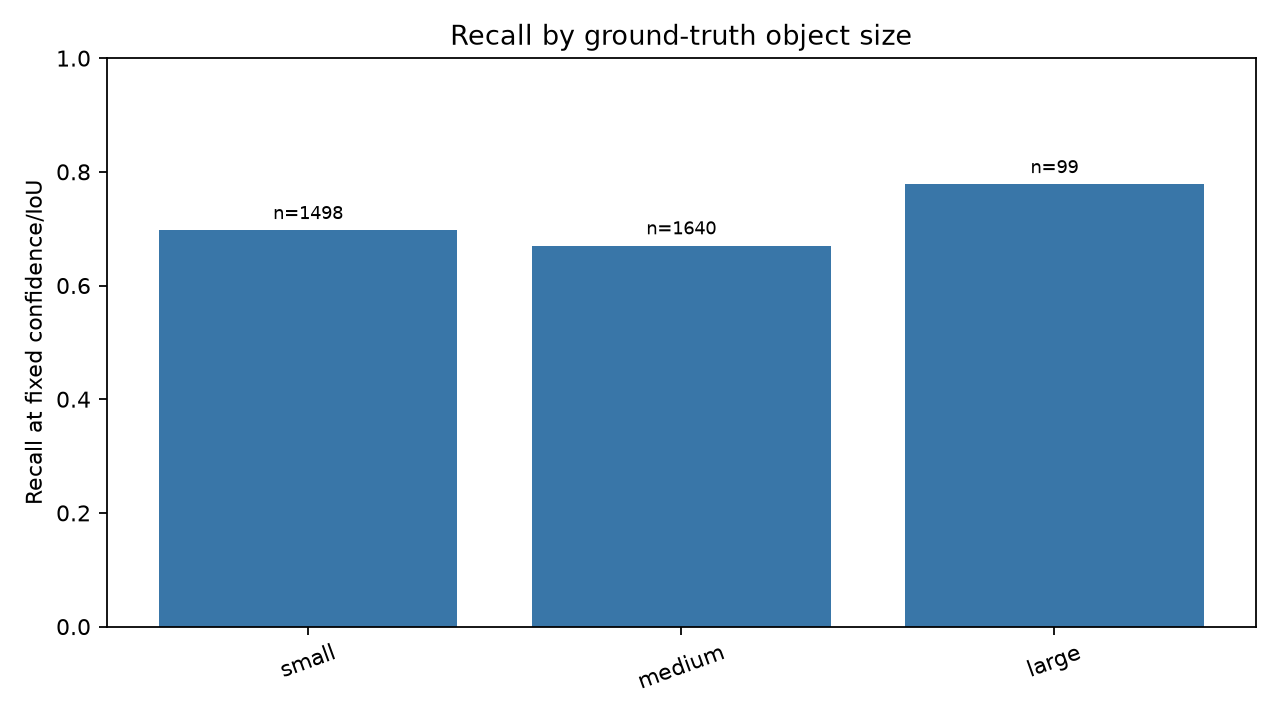 Recall by ground-truth object size
Recall at fixed confidence/IoU
1.0
0.8
0.6
0.4
0.2
0.0
n=1498
n=1640
n=99
small
medium
large